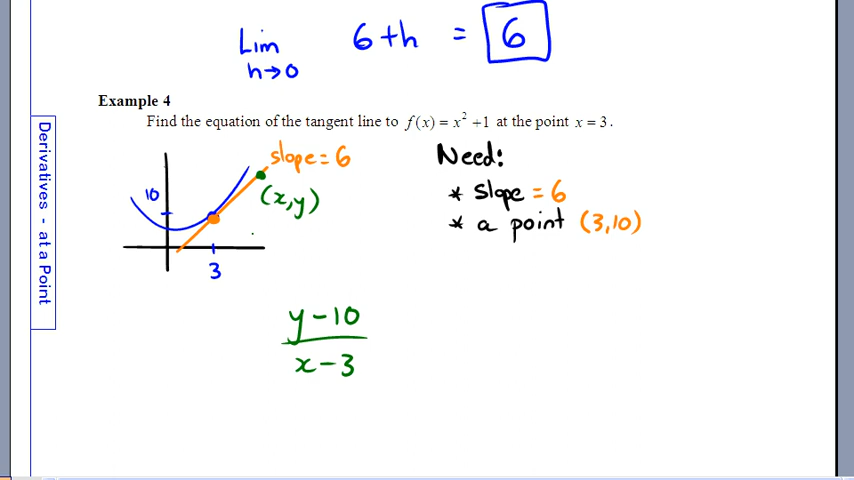 Lim 6+h = 6
h→0
Example 4
Find the equation of the tangent line to f(x) = x² +1 at the point x = 3.
Derivatives - at a Point
slope = 6
10
(x,y)
3
Need:
* slope = 6
* a point (3,10)
y-10
x-3